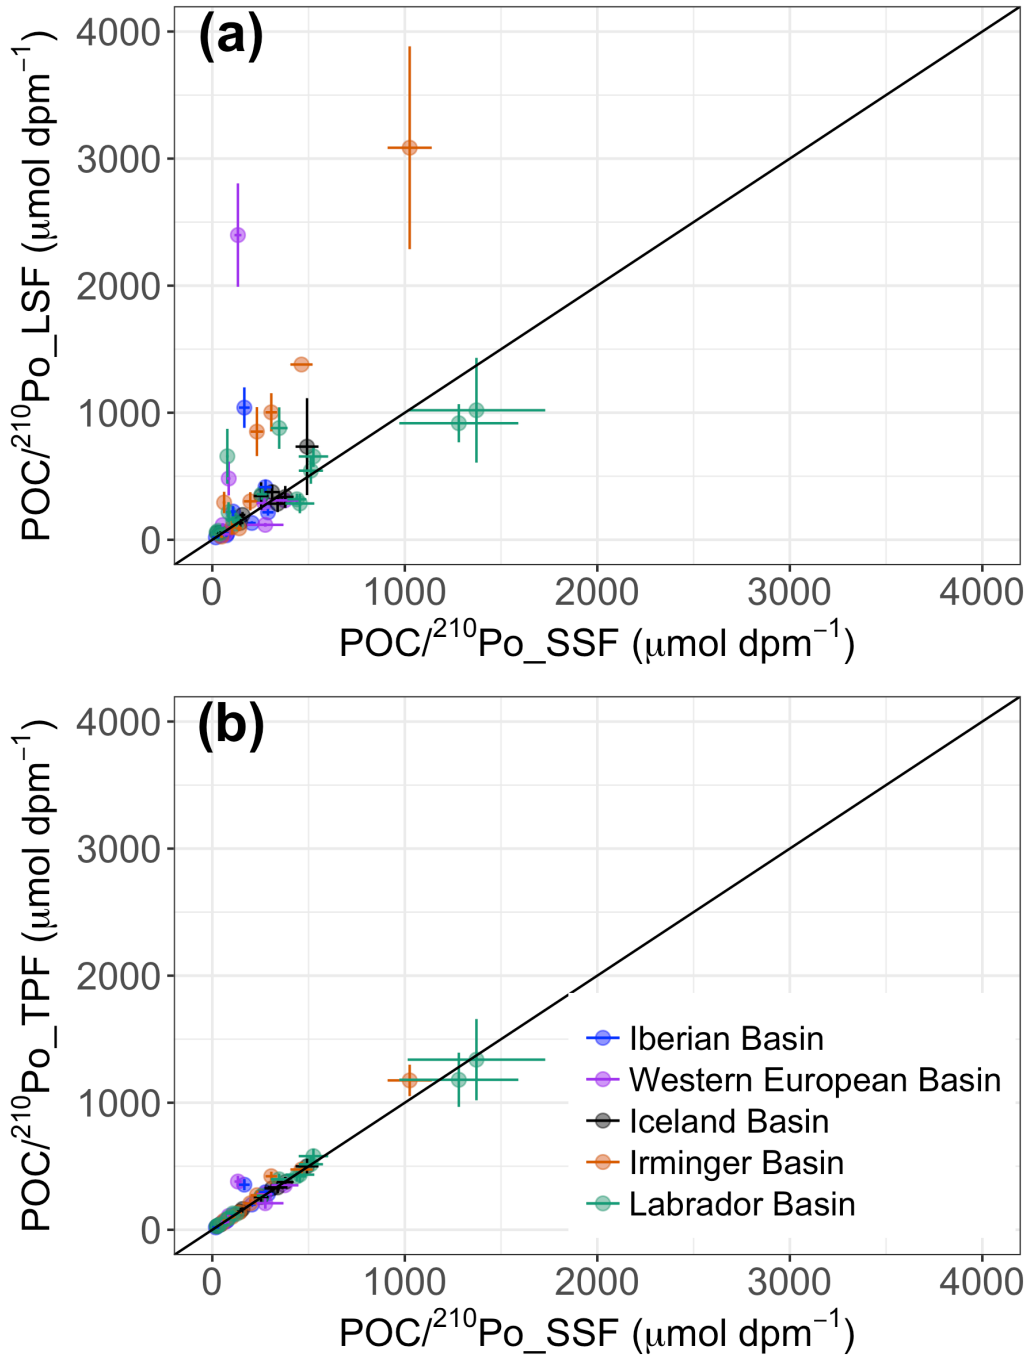 (a)
POC/²¹⁰Po_LSF (μmol dpm⁻¹)
4000
3000
2000
1000
0
0 1000 2000 3000 4000
POC/²¹⁰Po_SSF (μmol dpm⁻¹)
(b)
POC/²¹⁰Po_TPF (μmol dpm⁻¹)
4000
3000
2000
1000
0
Iberian Basin
Western European Basin
Iceland Basin
Irminger Basin
Labrador Basin
0 1000 2000 3000 4000
POC/²¹⁰Po_SSF (μmol dpm⁻¹)